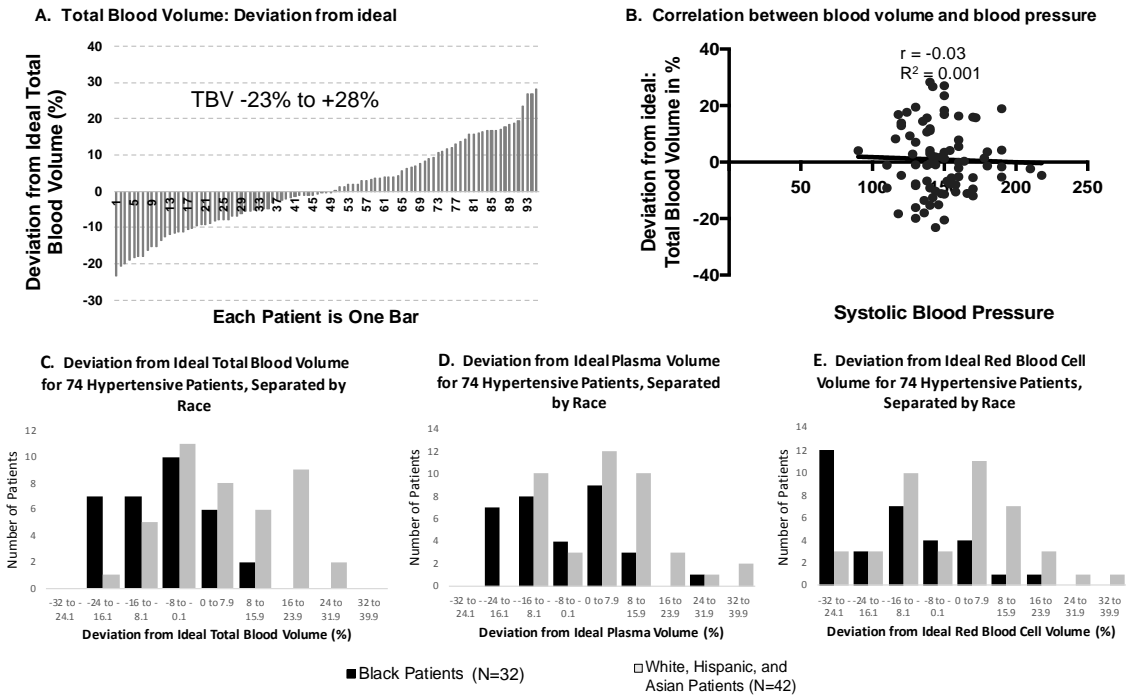 A. Total Blood Volume: Deviation from ideal
Deviation from Ideal Total
Blood Volume (%)
40
30
20
10
0
-10
-20
-30
TBV -23% to +28%
1 5 9 13 17 21 25 29 33 37 41 45 49 53 57 61 65 69 73 77 81 85 89 93
Each Patient is One Bar
B. Correlation between blood volume and blood pressure
Deviation from ideal:
Total Blood Volume in %
40
20
0
-20
-40
r = -0.03
R² = 0.001
50 100 150 200 250
Systolic Blood Pressure
C. Deviation from Ideal Total Blood Volume
for 74 Hypertensive Patients, Separated by
Race
Number of Patients
12
10
8
6
4
2
0
-32 to - -24 to - -16 to - -8 to - 0 to 7.9 8 to 16 to 24 to 32 to
24.1 16.1 8.1 0.1 15.9 23.9 31.9 39.9
Deviation from Ideal Total Blood Volume (%)
D. Deviation from Ideal Plasma Volume
for 74 Hypertensive Patients, Separated
by Race
Number of Patients
14
12
10
8
6
4
2
0
-32 to - -24 to - -16 to - -8 to - 0 to 7.9 8 to 16 to 24 to 32 to
24.1 16.1 8.1 0.1 15.9 23.9 31.9 39.9
Deviation from Ideal Plasma Volume (%)
E. Deviation from Ideal Red Blood Cell
Volume for 74 Hypertensive Patients,
Separated by Race
Number of Patients
14
12
10
8
6
4
2
0
-32 to - -24 to - -16 to - -8 to - 0 to 7.9 8 to 16 to 24 to 32 to
24.1 16.1 8.1 0.1 15.9 23.9 31.9 39.9
Deviation from Ideal Red Blood Cell Volume (%)
Black Patients (N=32)
White, Hispanic, and
Asian Patients (N=42)